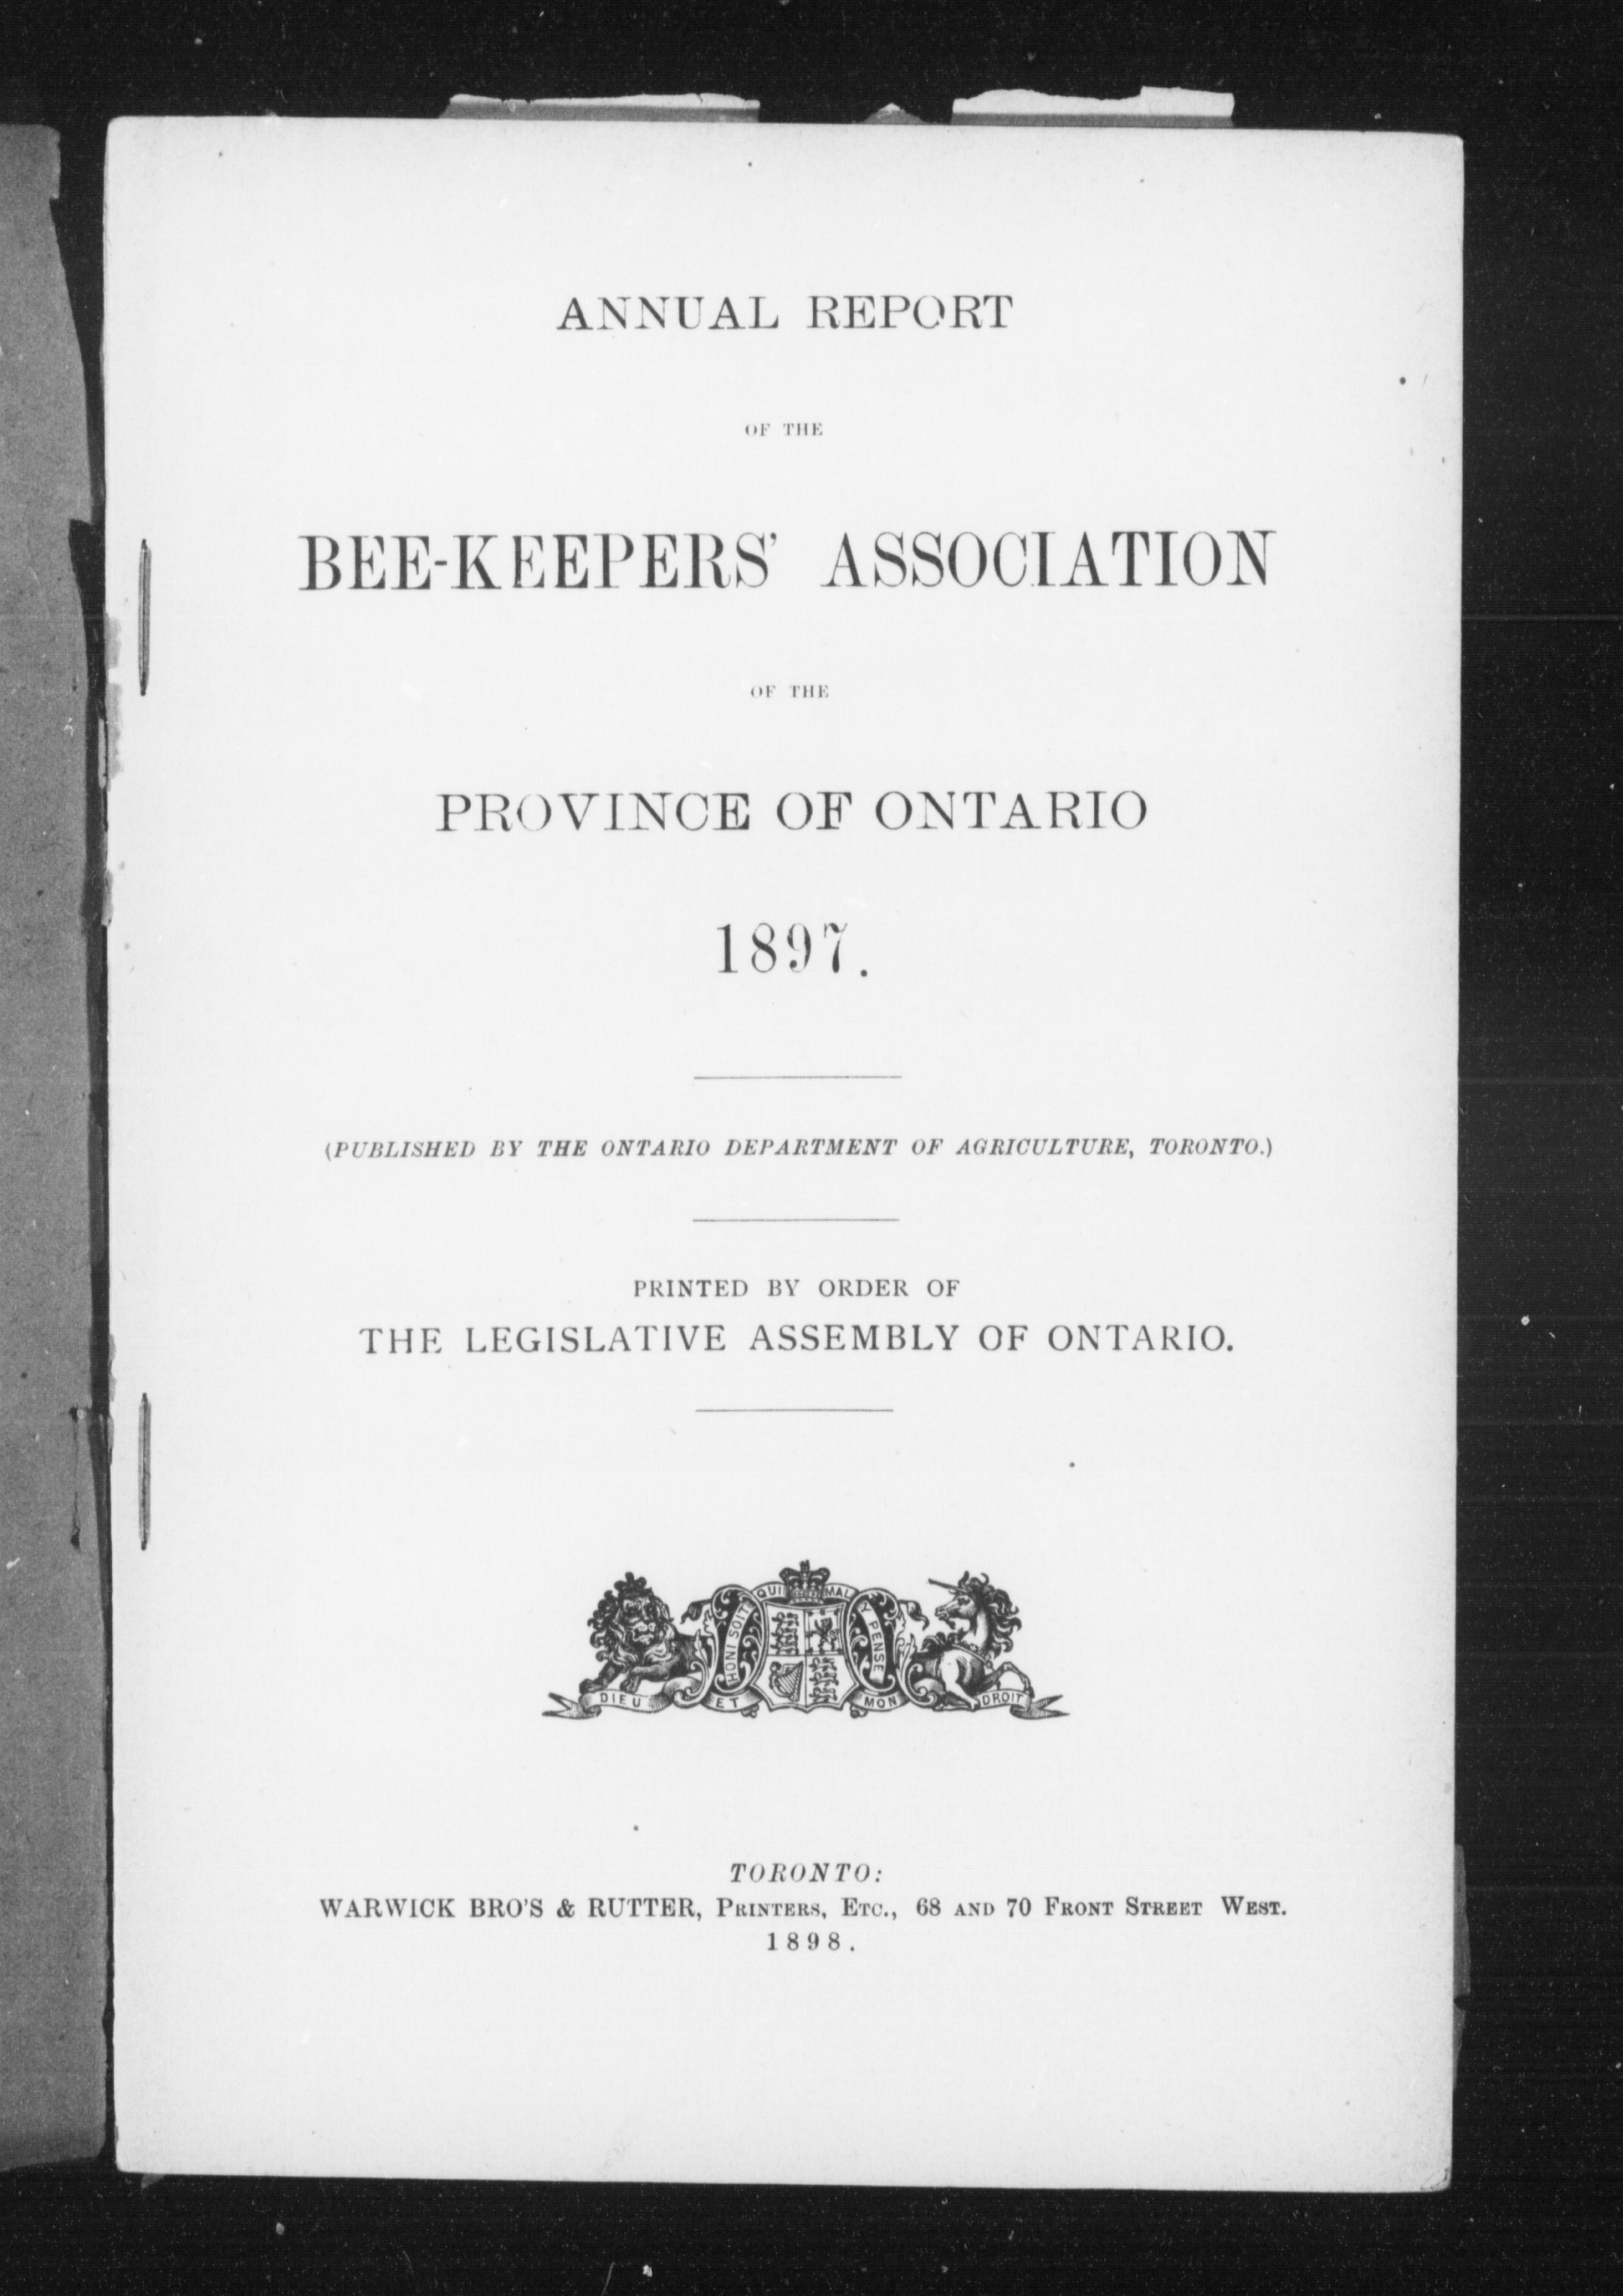 ANNUAL REPORT
OF THE
BEE-KEEPERS' ASSOCIATION
OF THE
PROVINCE OF ONTARIO
1897.
(PUBLISHED BY THE ONTARIO DEPARTMENT OF AGRICULTURE, TORONTO.)
PRINTED BY ORDER OF
THE LEGISLATIVE ASSEMBLY OF ONTARIO.
HONI SOIT QUI MAL Y PENSE
DIEU ET MON DROIT
TORONTO:
WARWICK BRO'S & RUTTER, PRINTERS, ETC., 68 AND 70 FRONT STREET WEST.
1898.